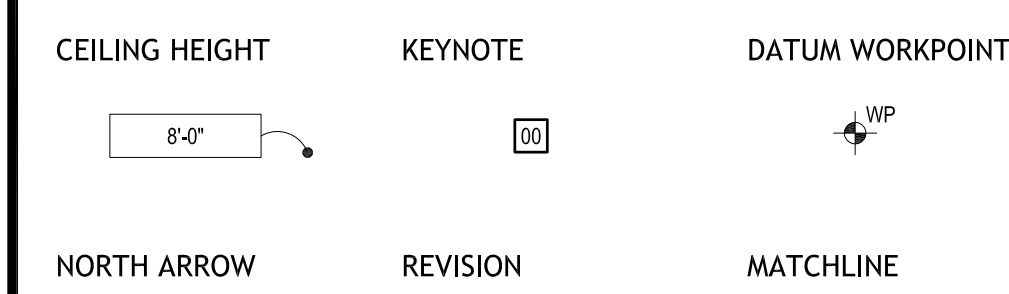 CEILING HEIGHT KEYNOTE DATUM WORKPOINT
8'-0" 00 WP
NORTH ARROW REVISION MATCHLINE